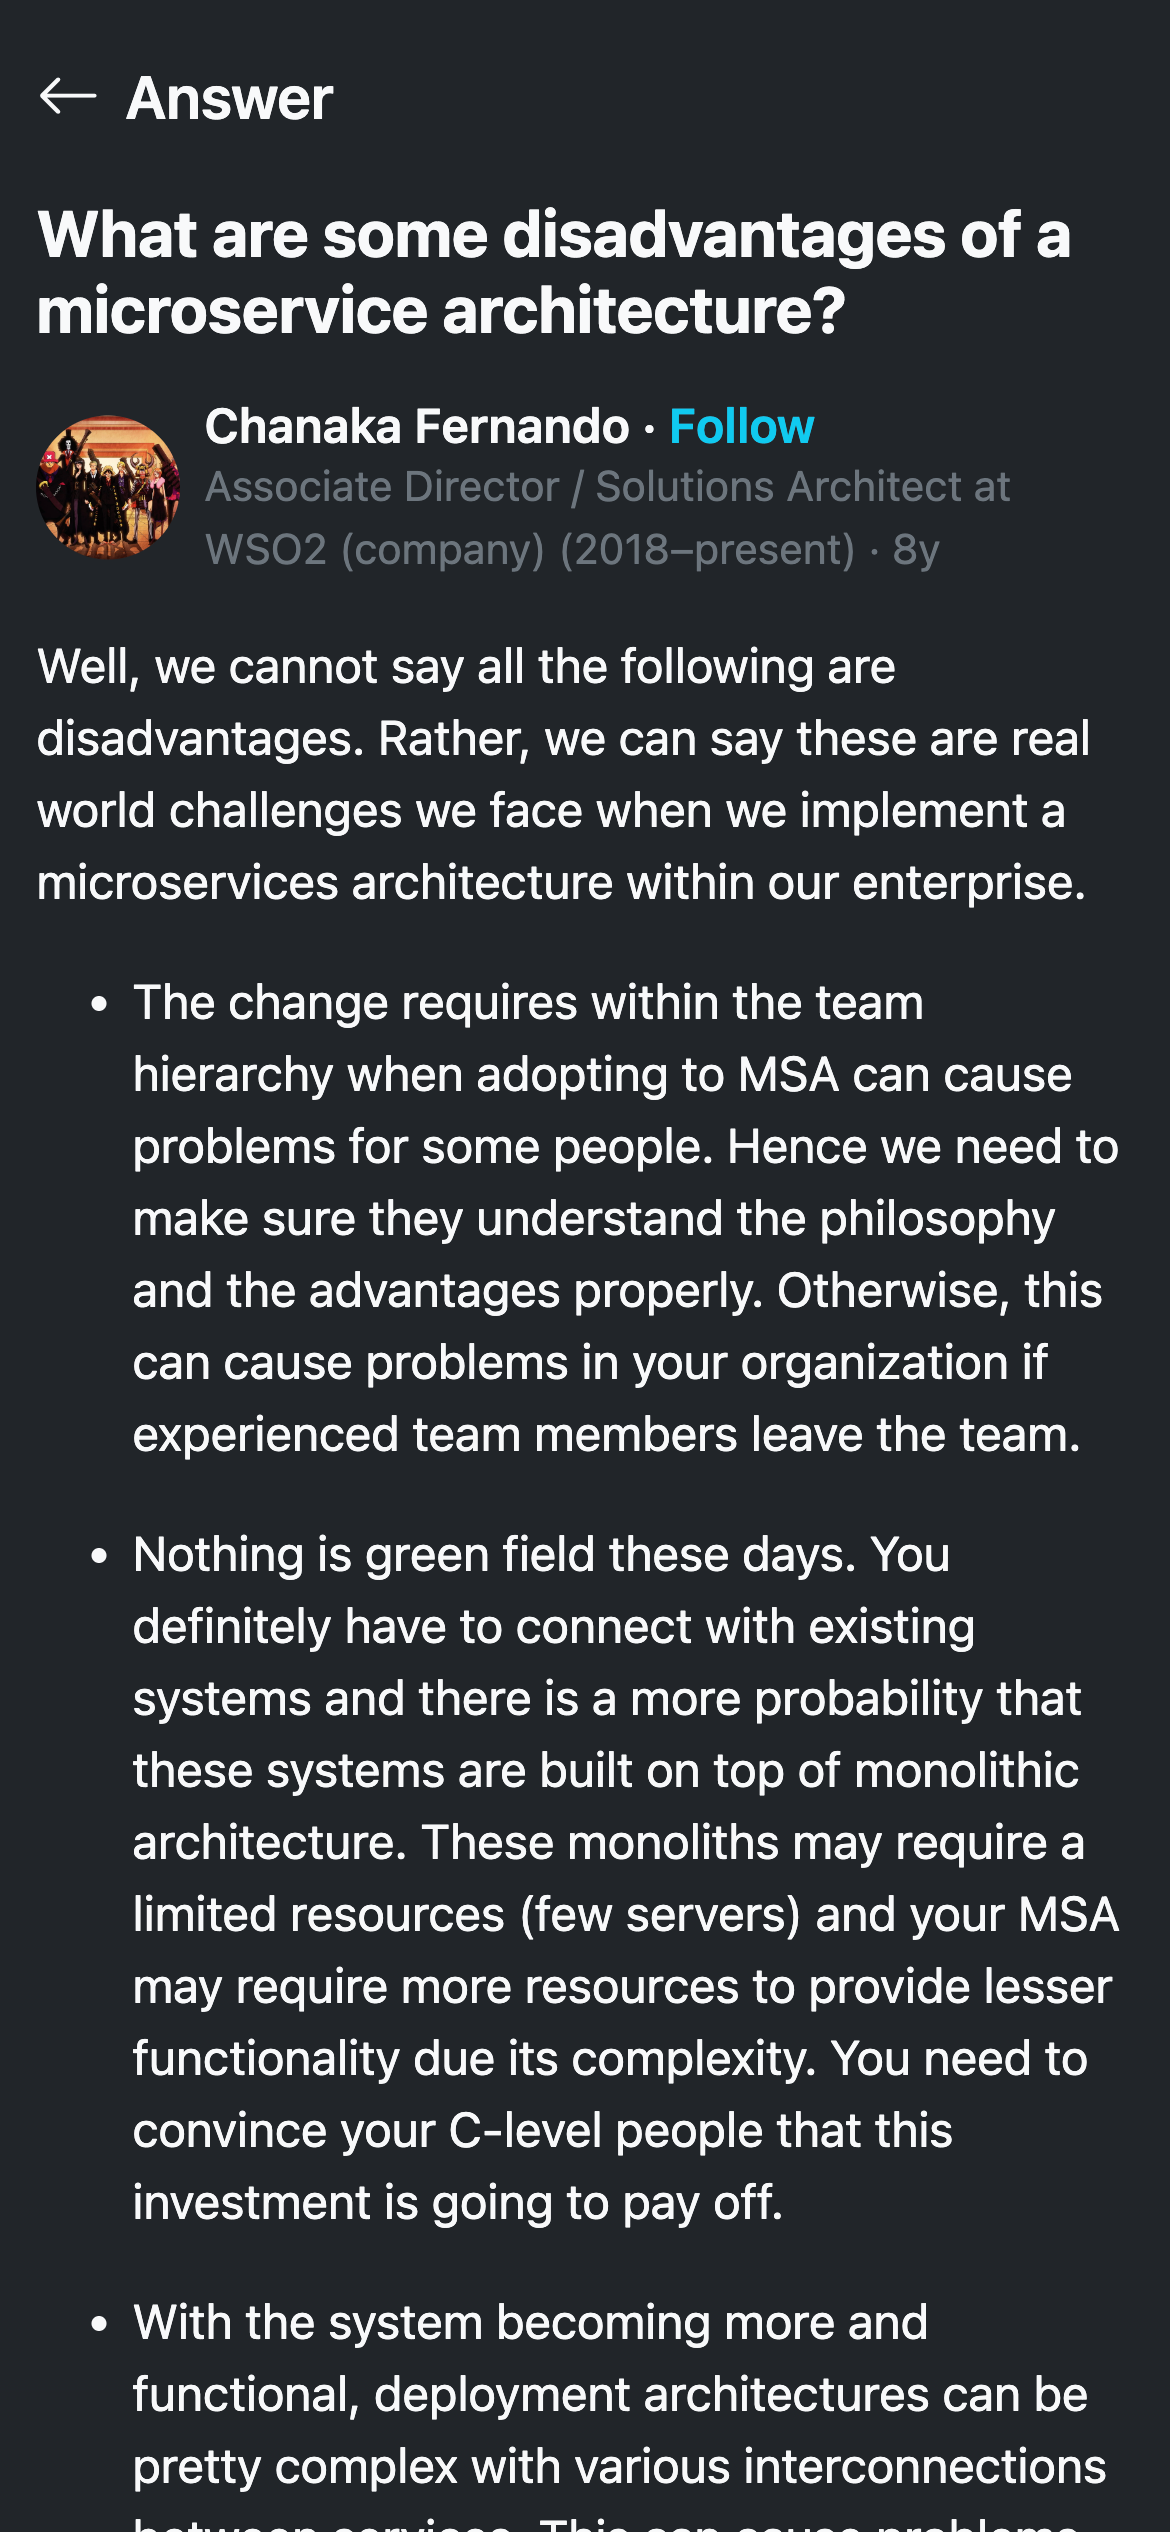 Answer
What are some disadvantages of a
microservice architecture?
Chanaka Fernando · Follow
Associate Director / Solutions Architect at
WSO2 (company) (2018–present) · 8y
Well, we cannot say all the following are
disadvantages. Rather, we can say these are real
world challenges we face when we implement a
microservices architecture within our enterprise.
• The change requires within the team
hierarchy when adopting to MSA can cause
problems for some people. Hence we need to
make sure they understand the philosophy
and the advantages properly. Otherwise, this
can cause problems in your organization if
experienced team members leave the team.
• Nothing is green field these days. You
definitely have to connect with existing
systems and there is a more probability that
these systems are built on top of monolithic
architecture. These monoliths may require a
limited resources (few servers) and your MSA
may require more resources to provide lesser
functionality due its complexity. You need to
convince your C-level people that this
investment is going to pay off.
• With the system becoming more and
functional, deployment architectures can be
pretty complex with various interconnections
between services. This can cause problems